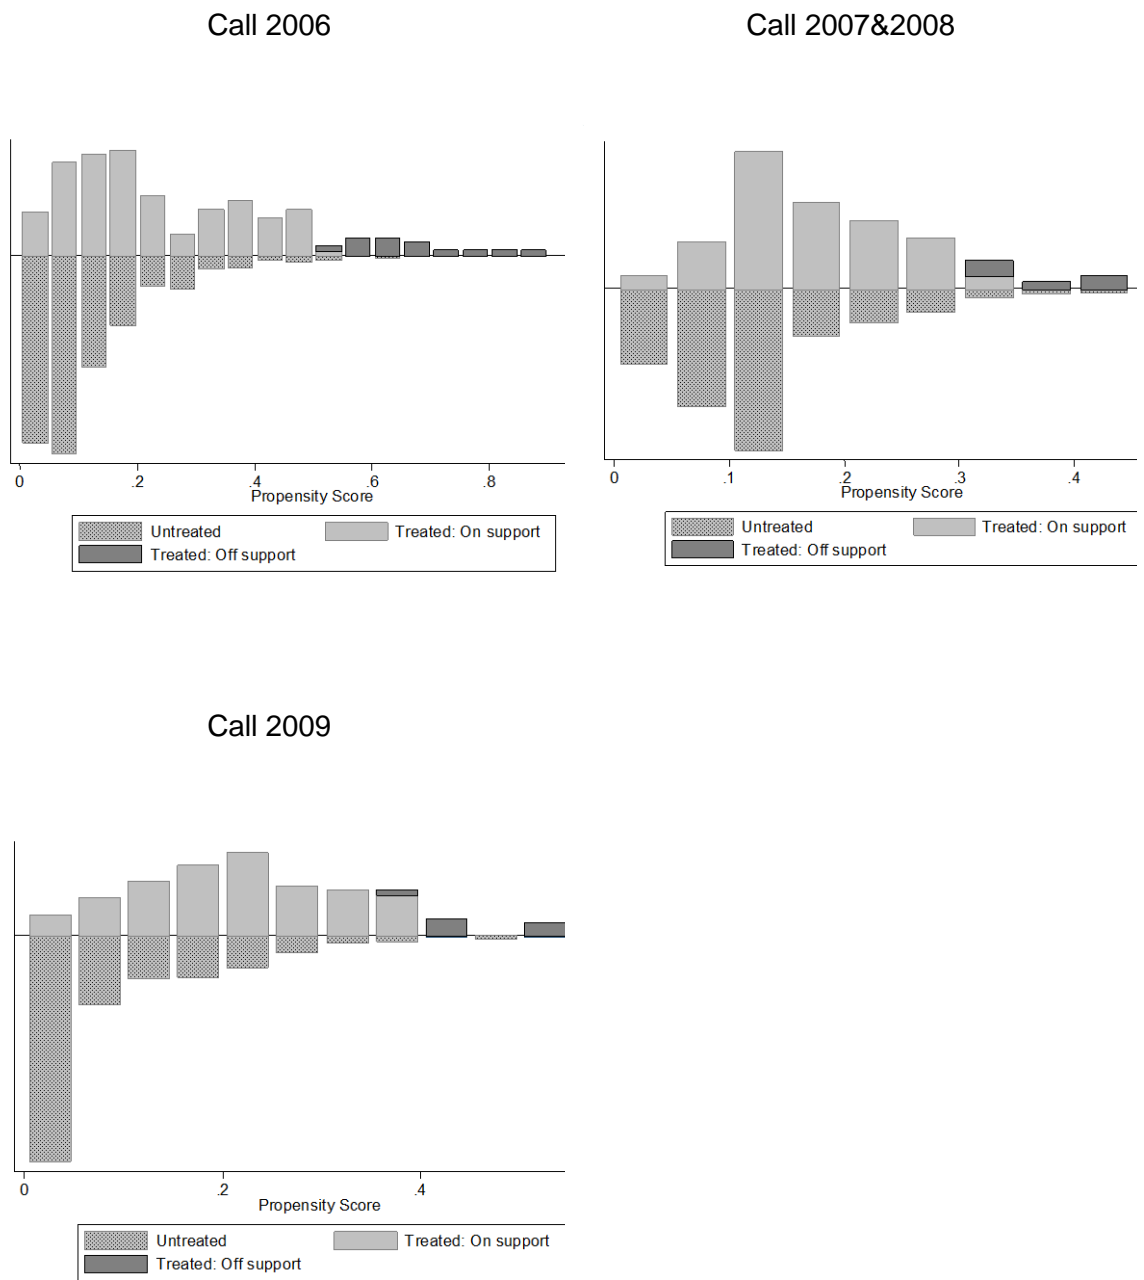 Call 2006
Call 2007&2008
0 .2 .4 .6 .8
Propensity Score
Untreated Treated: On support
Treated: Off support
0 .1 .2 .3 .4
Propensity Score
Untreated Treated: On support
Treated: Off support
Call 2009
0 .2 .4
Propensity Score
Untreated Treated: On support
Treated: Off support